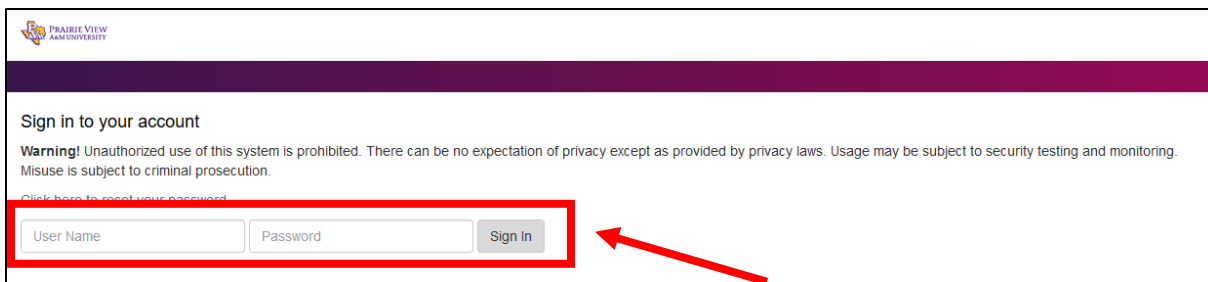 PRAIRIE VIEW
A&M UNIVERSITY
Sign in to your account
Warning! Unauthorized use of this system is prohibited. There can be no expectation of privacy except as provided by privacy laws. Usage may be subject to security testing and monitoring.
Misuse is subject to criminal prosecution.
Click here to reset your password
User Name Password Sign In